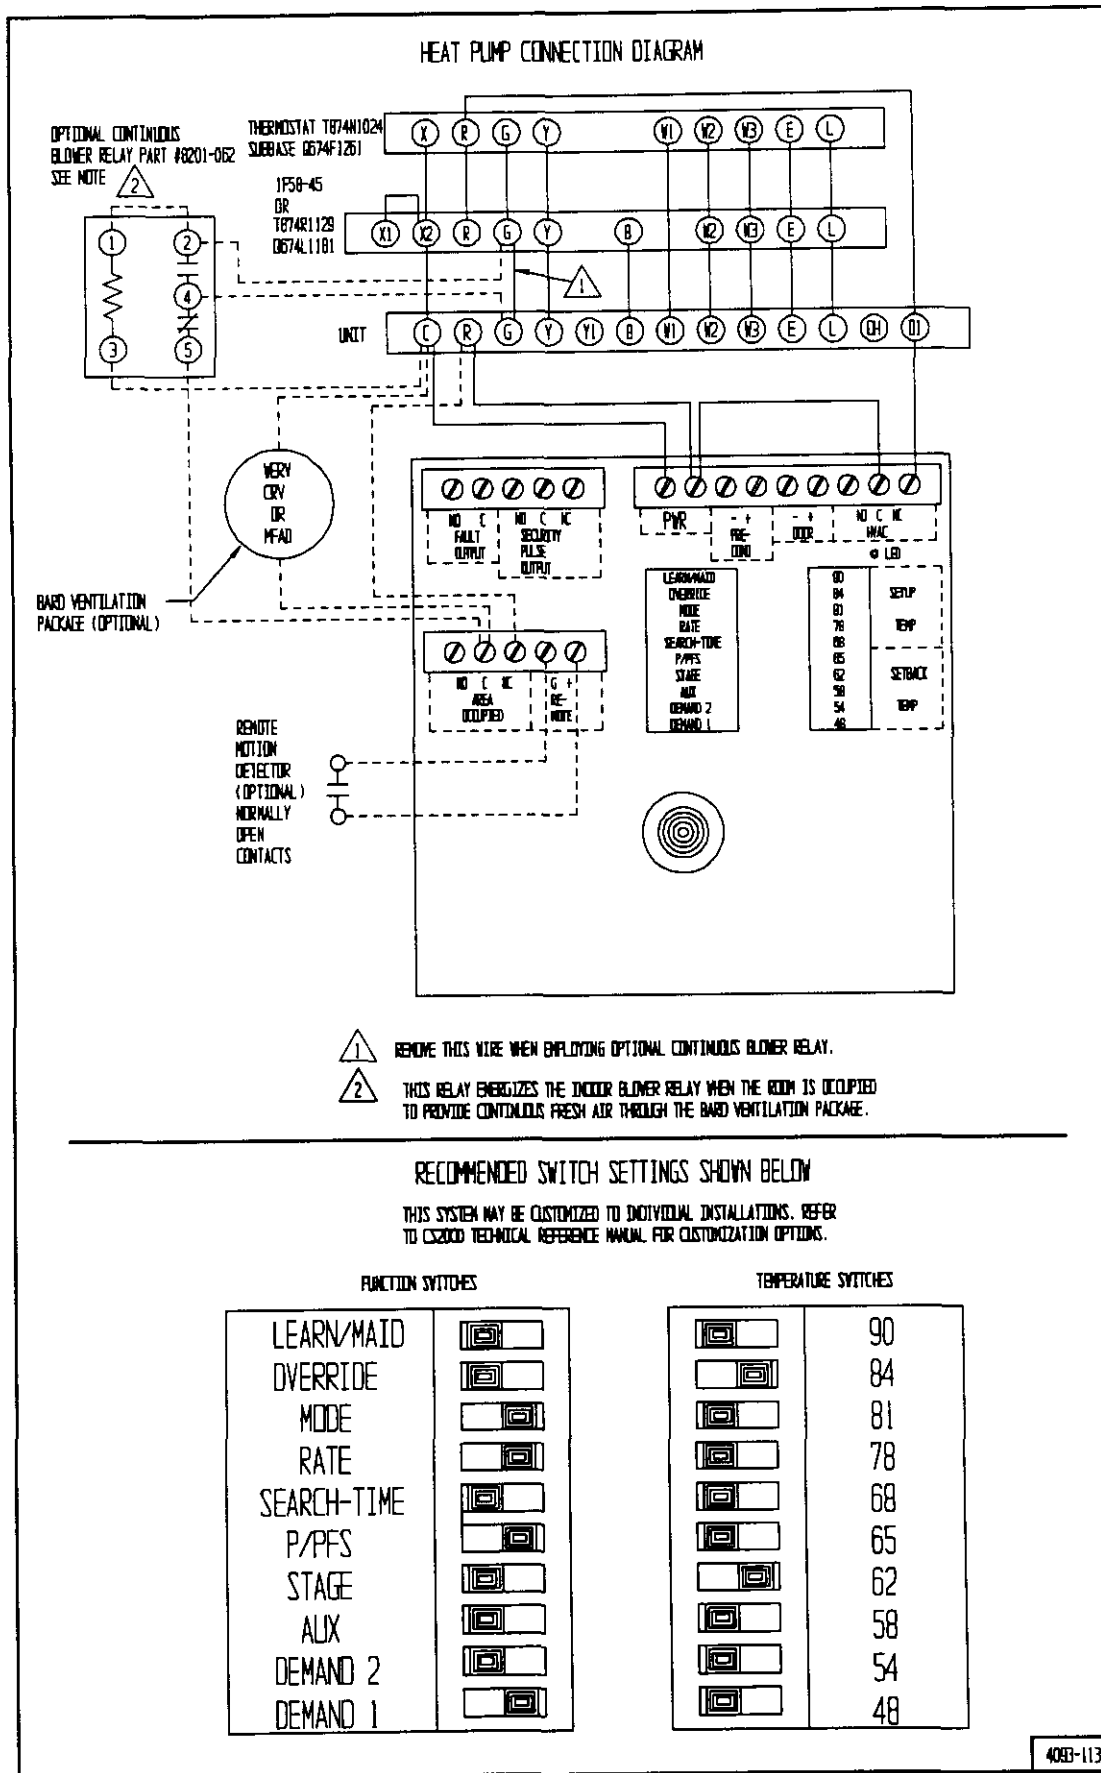 HEAT PUMP CONNECTION DIAGRAM
OPTIONAL CONTINUOUS
BLOWER RELAY PART #8201-062
SEE NOTE 2
THERMOSTAT T874N1024
SUBBASE Q674F1261
X R G Y W1 W2 W3 E L
1F58-45
OR
T874R1129
Q674L1181
X1 X2 R G Y B W2 W3 E L
1
1 2
4
3 5
UNIT
C R G Y Y1 B W1 W2 W3 E L OH O1
WERV
CRV
OR
MFAD
BARD VENTILATION
PACKAGE (OPTIONAL)
NO C NO C NC
FAULT SECURITY
OUTPUT PULSE
OUTPUT
PWR - + - + NO C NC
PRE- DOOR HVAC
COND
LED
LEARN/MAID
OVERRIDE
MODE
RATE
SEARCH-TIME
P/PFS
STAGE
AUX
DEMAND 2
DEMAND 1
90
84 SETUP
81
78 TEMP
68
65
62 SETBACK
58
54 TEMP
48
NO C NC G +
AREA RE-
OCCUPIED MOTE
REMOTE
MOTION
DETECTOR
(OPTIONAL)
NORMALLY
OPEN
CONTACTS
1 REMOVE THIS WIRE WHEN EMPLOYING OPTIONAL CONTINUOUS BLOWER RELAY.
2 THIS RELAY ENERGIZES THE INDOOR BLOWER RELAY WHEN THE ROOM IS OCCUPIED
TO PROVIDE CONTINUOUS FRESH AIR THROUGH THE BARD VENTILATION PACKAGE.
RECOMMENDED SWITCH SETTINGS SHOWN BELOW
THIS SYSTEM MAY BE CUSTOMIZED TO INDIVIDUAL INSTALLATIONS. REFER
TO CS2000 TECHNICAL REFERENCE MANUAL FOR CUSTOMIZATION OPTIONS.
FUNCTION SWITCHES
LEARN/MAID
OVERRIDE
MODE
RATE
SEARCH-TIME
P/PFS
STAGE
AUX
DEMAND 2
DEMAND 1
TEMPERATURE SWITCHES
90
84
81
78
68
65
62
58
54
48
4093-113